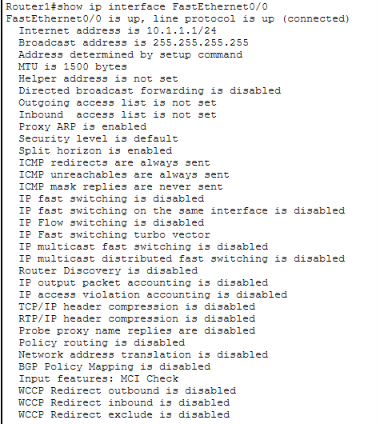 Router1#show ip interface FastEthernet0/0
FastEthernet0/0 is up, line protocol is up (connected)
Internet address is 10.1.1.1/24
Broadcast address is 255.255.255.255
Address determined by setup command
MTU is 1500 bytes
Helper address is not set
Directed broadcast forwarding is disabled
Outgoing access list is not set
Inbound  access list is not set
Proxy ARP is enabled
Security level is default
Split horizon is enabled
ICMP redirects are always sent
ICMP unreachables are always sent
ICMP mask replies are never sent
IP fast switching is disabled
IP fast switching on the same interface is disabled
IP Flow switching is disabled
IP Fast switching turbo vector
IP multicast fast switching is disabled
IP multicast distributed fast switching is disabled
Router Discovery is disabled
IP output packet accounting is disabled
IP access violation accounting is disabled
TCP/IP header compression is disabled
RTP/IP header compression is disabled
Probe proxy name replies are disabled
Policy routing is disabled
Network address translation is disabled
BGP Policy Mapping is disabled
Input features: MCI Check
WCCP Redirect outbound is disabled
WCCP Redirect inbound is disabled
WCCP Redirect exclude is disabled